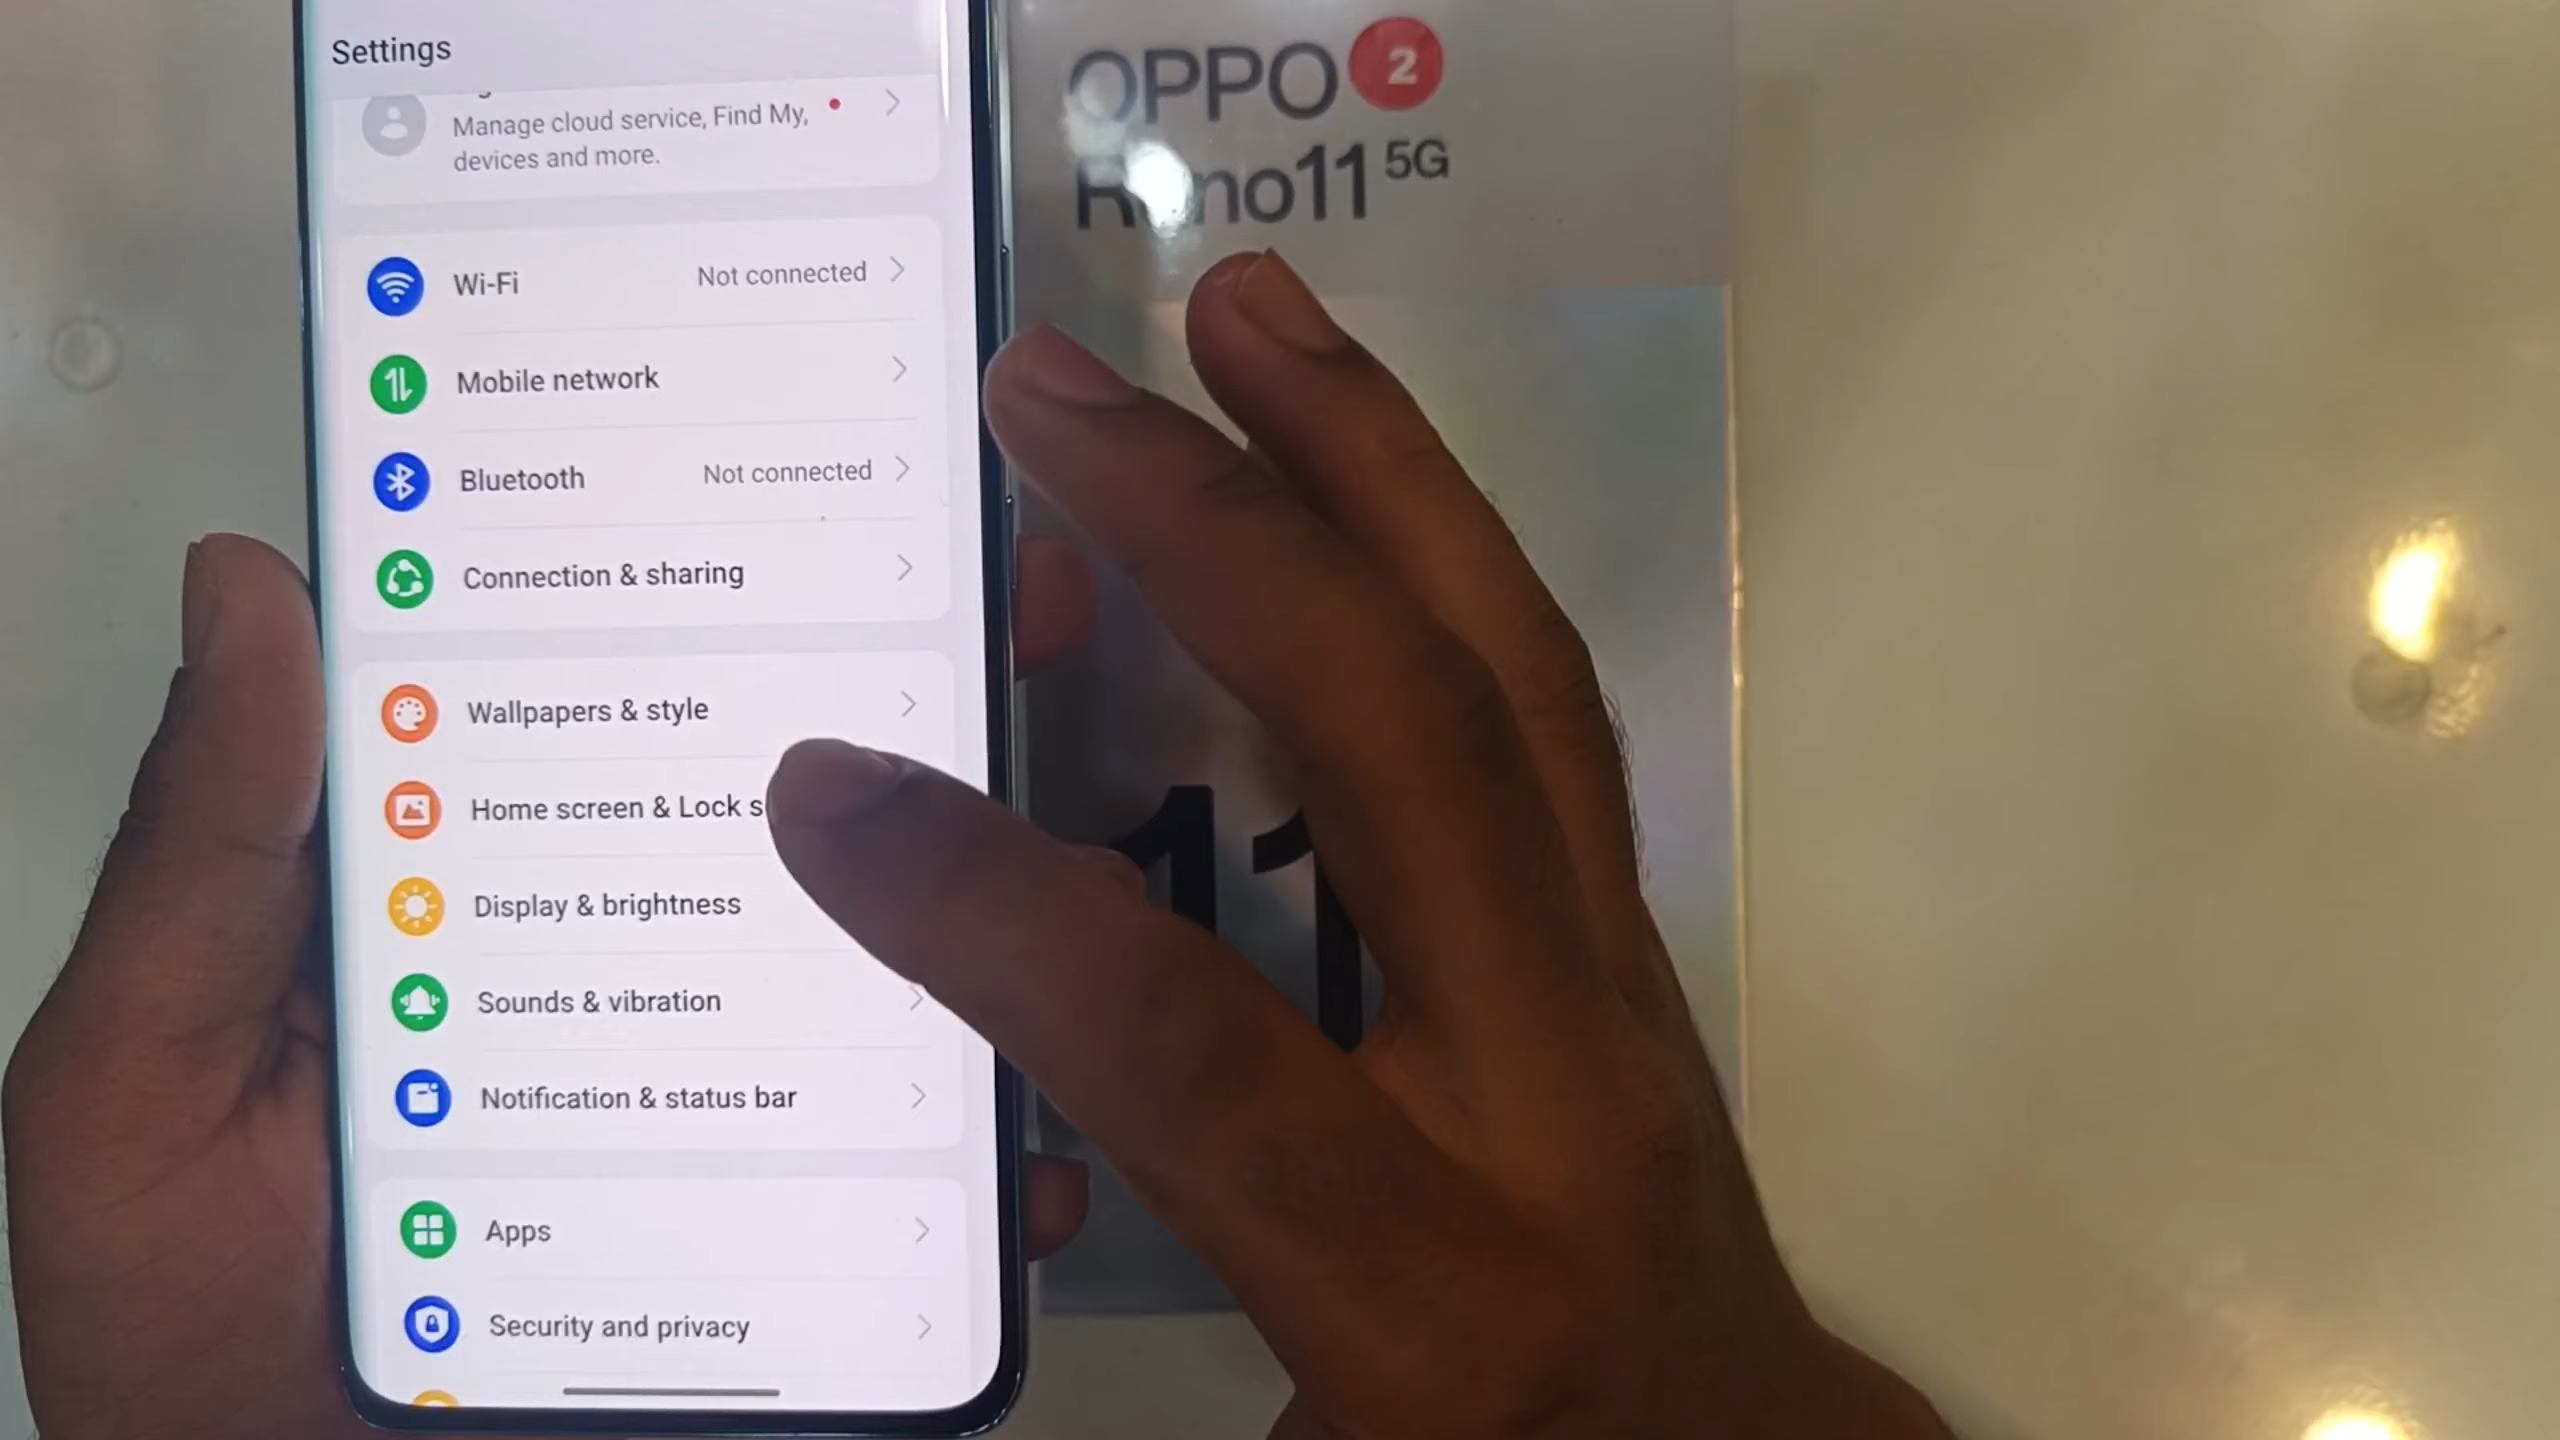 Settings
Manage cloud service, Find My,
devices and more.
Wi-Fi Not connected
Mobile network
Bluetooth Not connected
Connection & sharing
Wallpapers & style
Home screen & Lock s
Display & brightness
Sounds & vibration
Notification & status bar
Apps
Security and privacy
OPPO 2
Reno11 5G
11